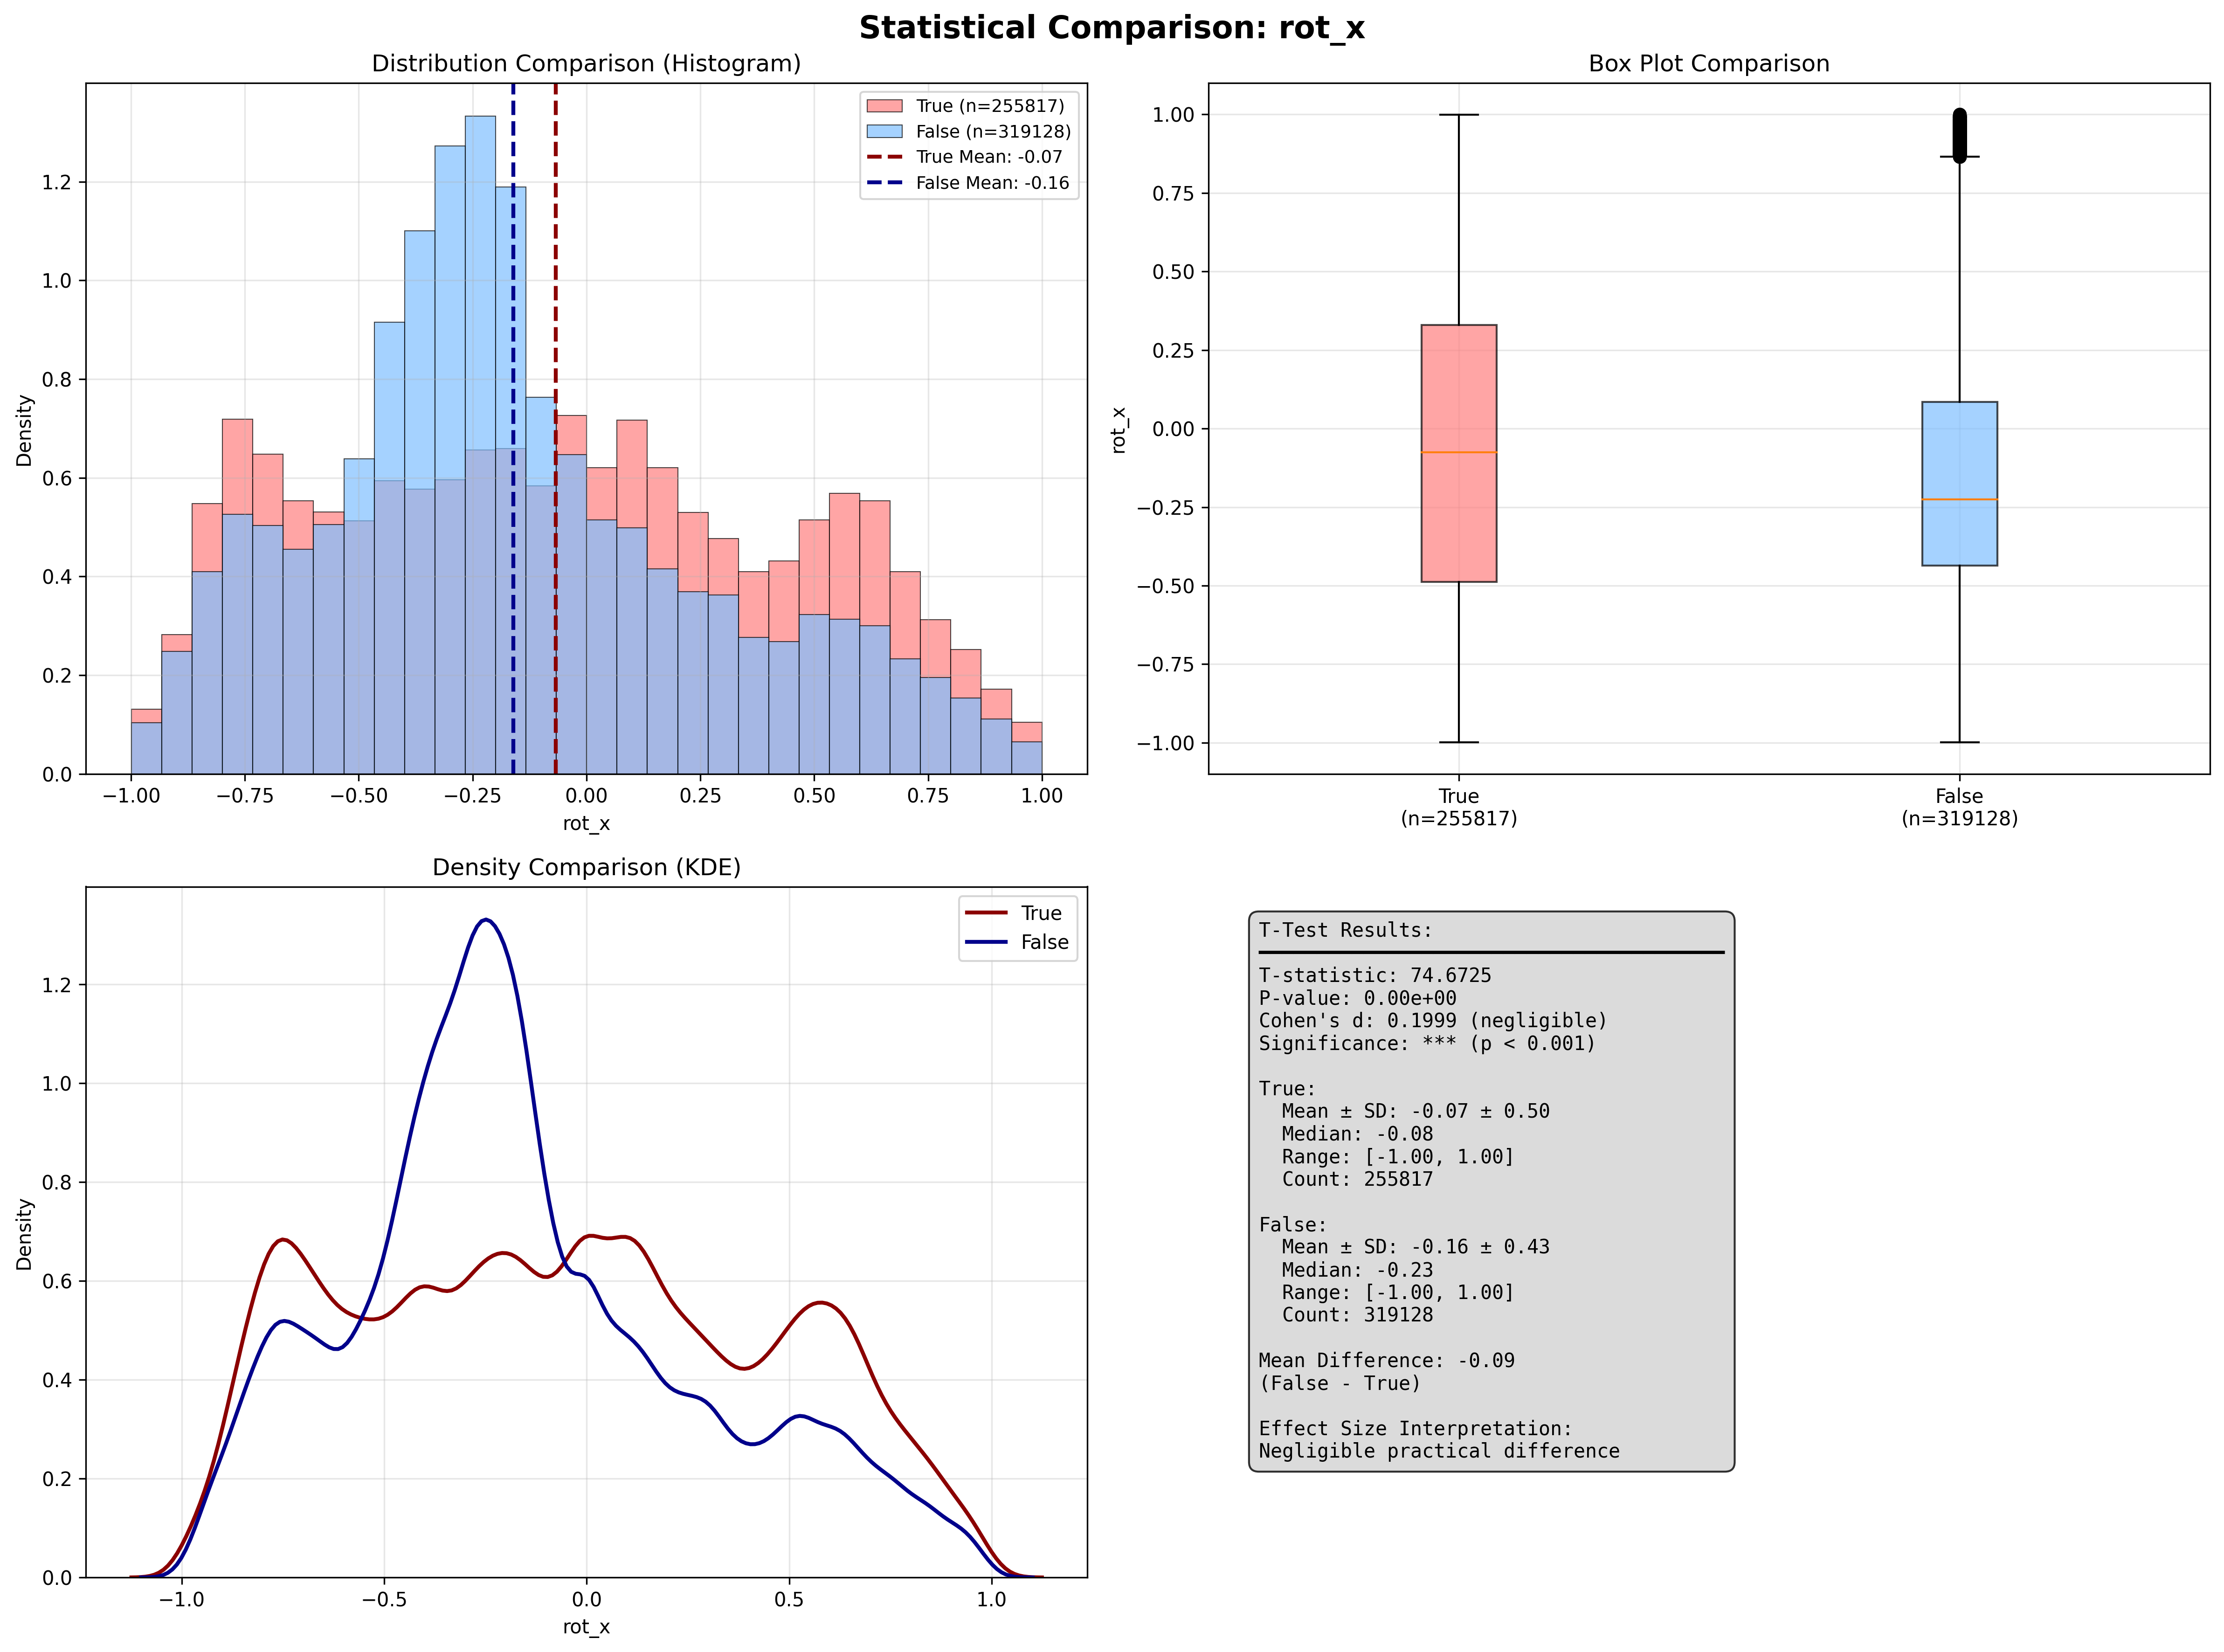 Statistical Comparison: rot_x
Distribution Comparison (Histogram)
True (n=255817)
False (n=319128)
True Mean: -0.07
False Mean: -0.16
Density
0.0
0.2
0.4
0.6
0.8
1.0
1.2
−1.00
−0.75
−0.50
−0.25
0.00
0.25
0.50
0.75
1.00
rot_x
Box Plot Comparison
rot_x
1.00
0.75
0.50
0.25
0.00
−0.25
−0.50
−0.75
−1.00
True
(n=255817)
False
(n=319128)
Density Comparison (KDE)
True
False
Density
0.0
0.2
0.4
0.6
0.8
1.0
1.2
−1.0
−0.5
0.0
0.5
1.0
rot_x
T-Test Results:
T-statistic: 74.6725
P-value: 0.00e+00
Cohen's d: 0.1999 (negligible)
Significance: *** (p < 0.001)
True:
Mean ± SD: -0.07 ± 0.50
Median: -0.08
Range: [-1.00, 1.00]
Count: 255817
False:
Mean ± SD: -0.16 ± 0.43
Median: -0.23
Range: [-1.00, 1.00]
Count: 319128
Mean Difference: -0.09
(False - True)
Effect Size Interpretation:
Negligible practical difference